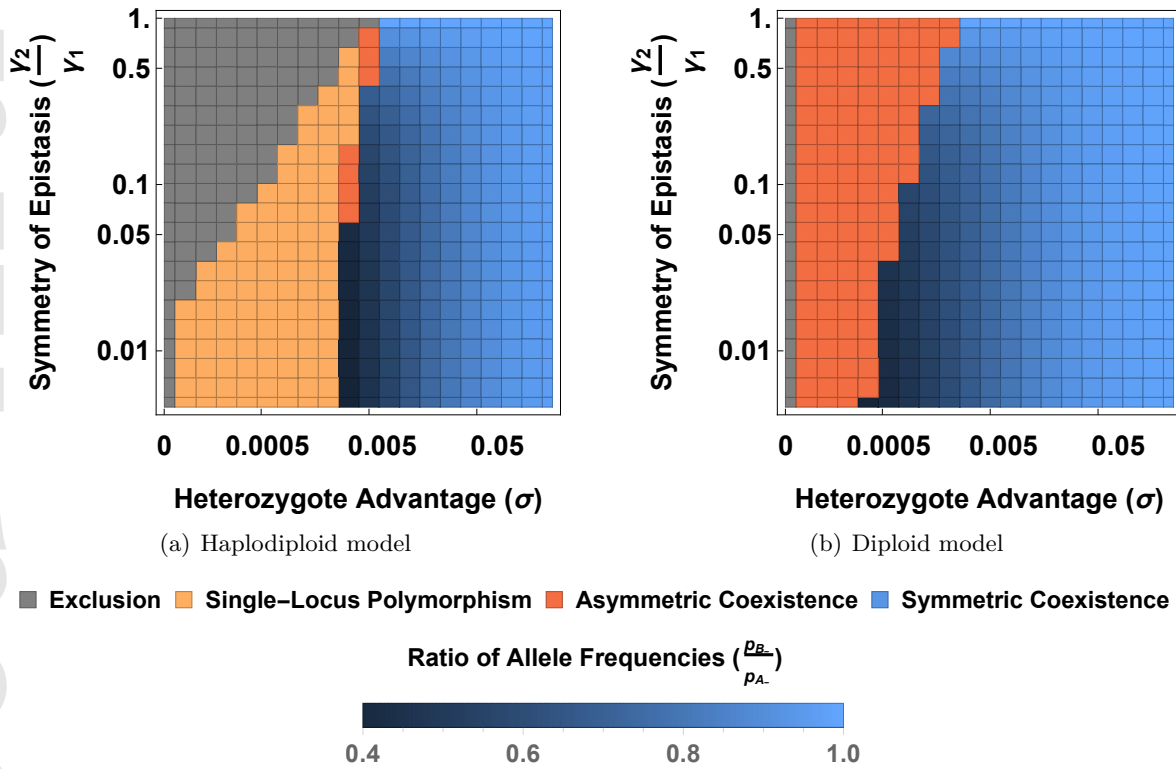 Symmetry of Epistasis (γ2/γ1)
1.
0.5
0.1
0.05
0.01
0 0.0005 0.005 0.05
Heterozygote Advantage (σ)
(a) Haplodiploid model
Symmetry of Epistasis (γ2/γ1)
1.
0.5
0.1
0.05
0.01
0 0.0005 0.005 0.05
Heterozygote Advantage (σ)
(b) Diploid model
Exclusion Single–Locus Polymorphism Asymmetric Coexistence Symmetric Coexistence
Ratio of Allele Frequencies (pB-/pA-)
0.4 0.6 0.8 1.0